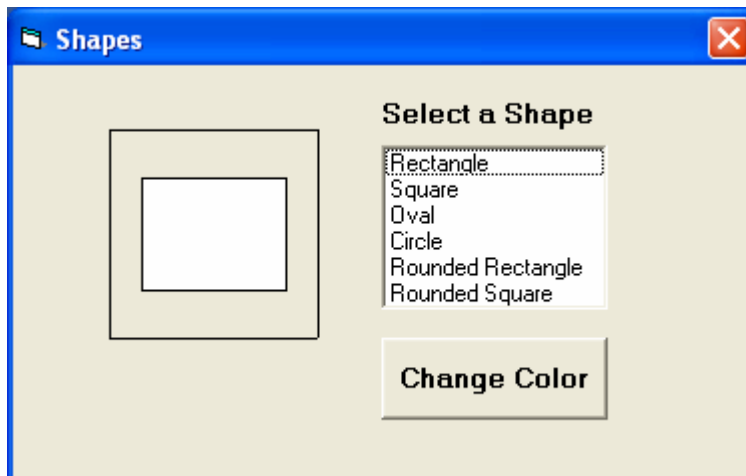 Shapes
Select a Shape
Rectangle
Square
Oval
Circle
Rounded Rectangle
Rounded Square
Change Color